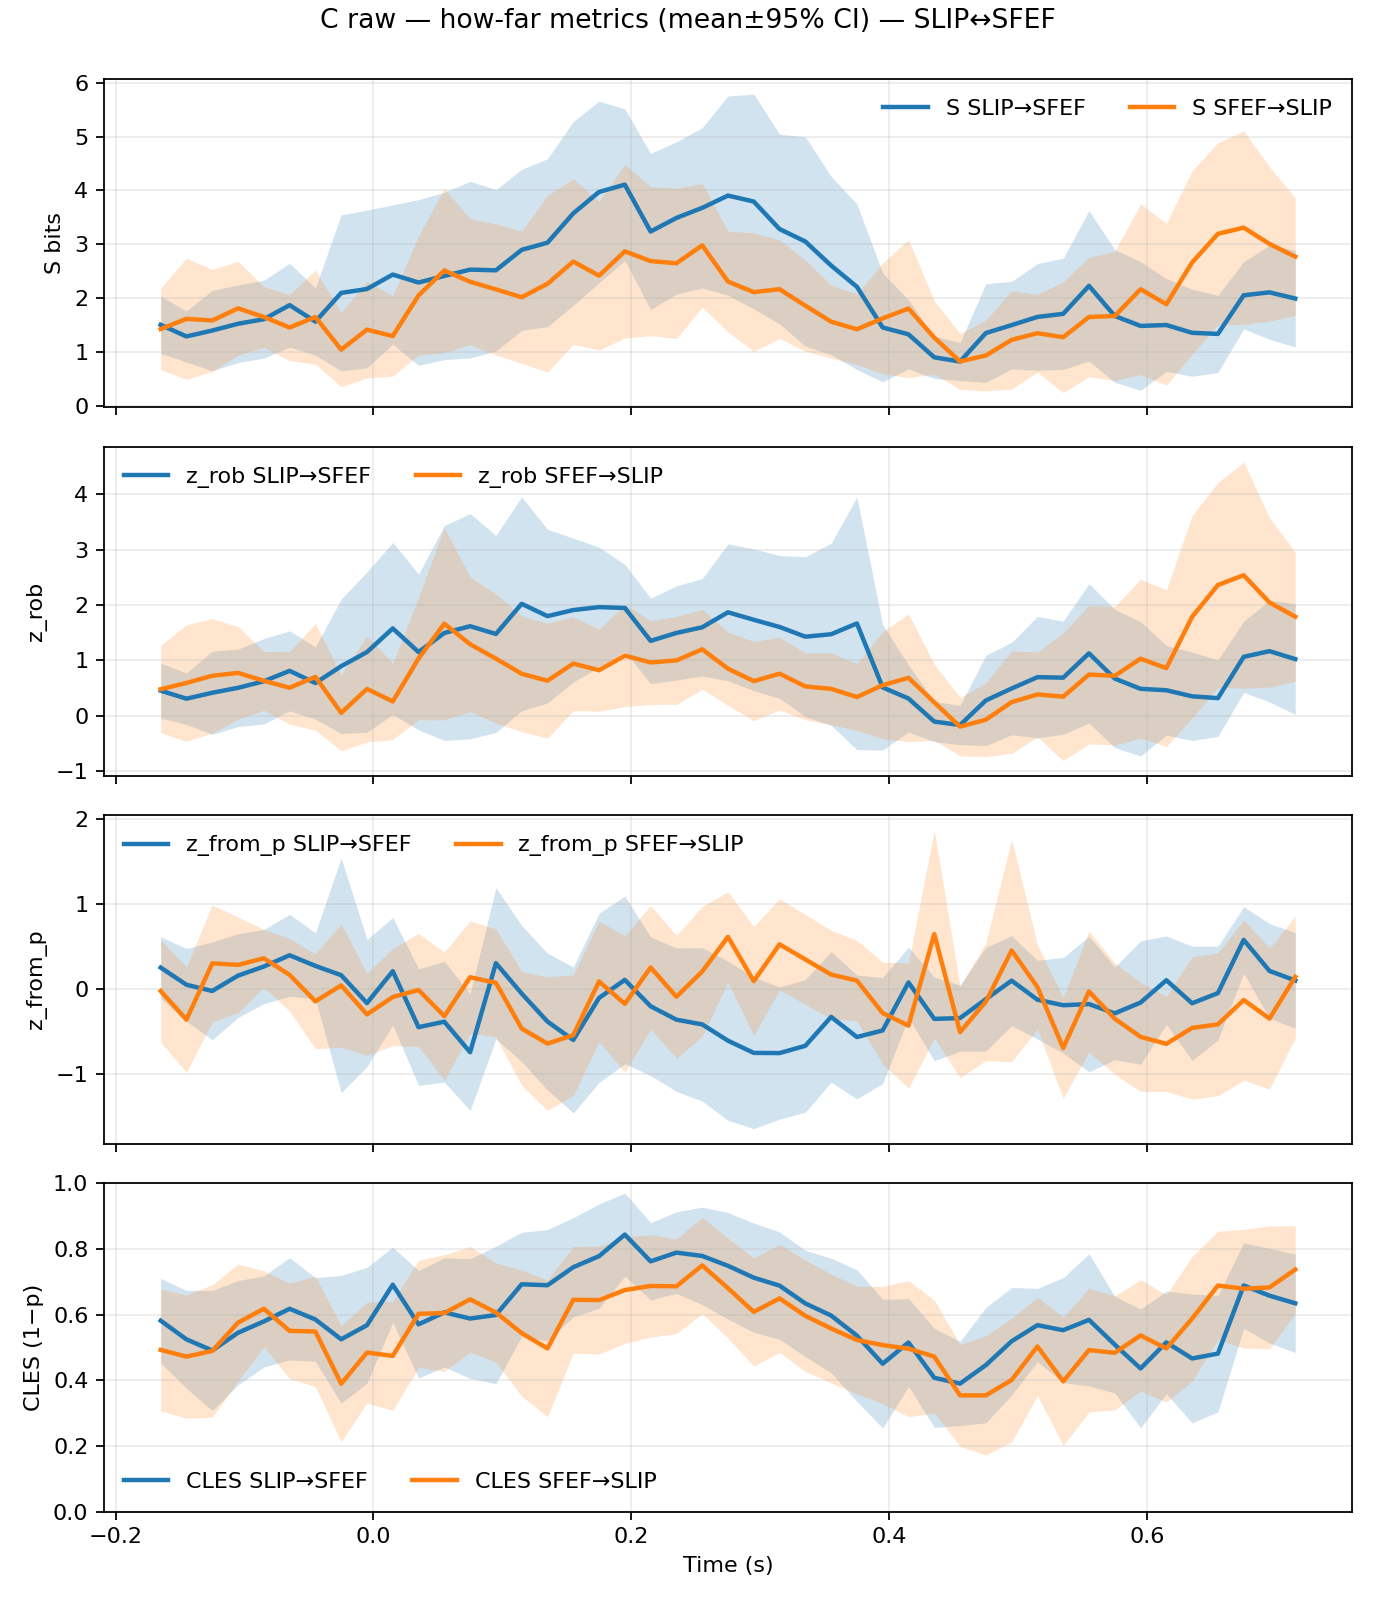 C raw — how-far metrics (mean±95% CI) — SLIP↔SFEF
6
5
4
3
2
1
0
S bits
S SLIP→SFEF
S SFEF→SLIP
4
3
2
1
0
−1
z_rob
z_rob SLIP→SFEF
z_rob SFEF→SLIP
2
1
0
−1
z_from_p
z_from_p SLIP→SFEF
z_from_p SFEF→SLIP
1.0
0.8
0.6
0.4
0.2
0.0
CLES (1−p)
CLES SLIP→SFEF
CLES SFEF→SLIP
−0.2
0.0
0.2
0.4
0.6
Time (s)